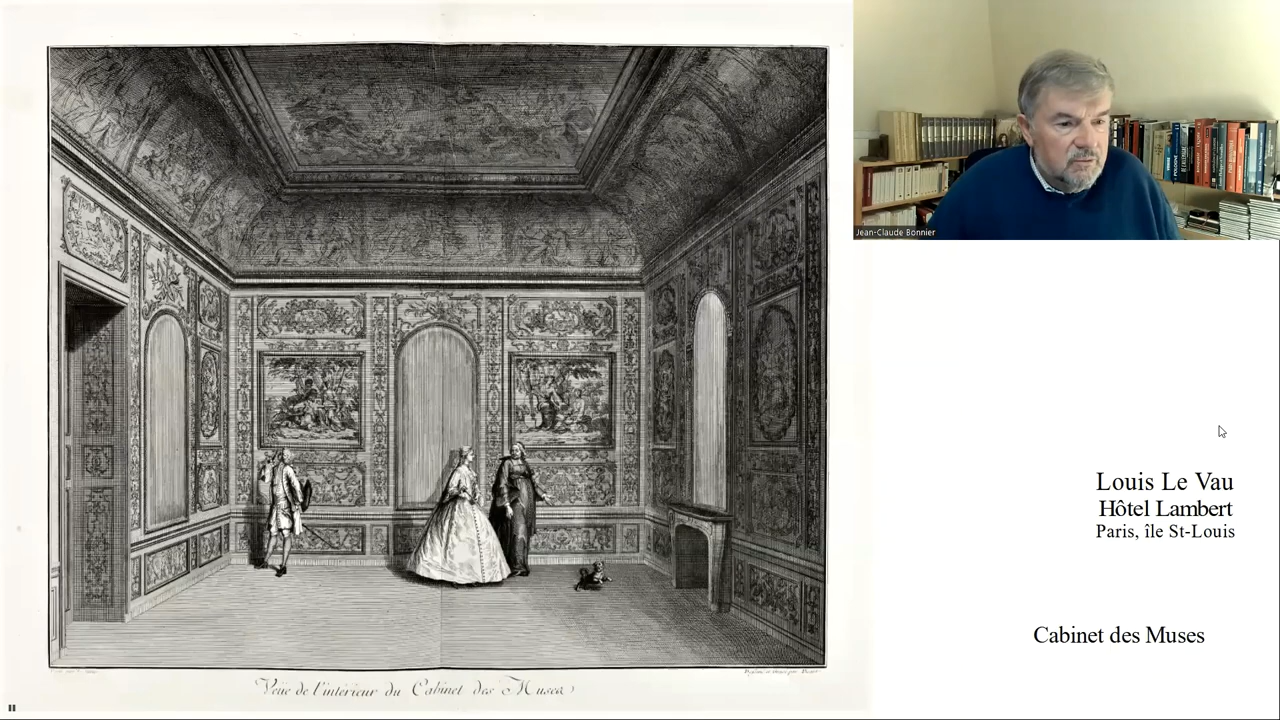 Jean-Claude Bonnier
Louis Le Vau
Hôtel Lambert
Paris, île St-Louis
Cabinet des Muses
Veüe de l'intérieur du Cabinet des Muses